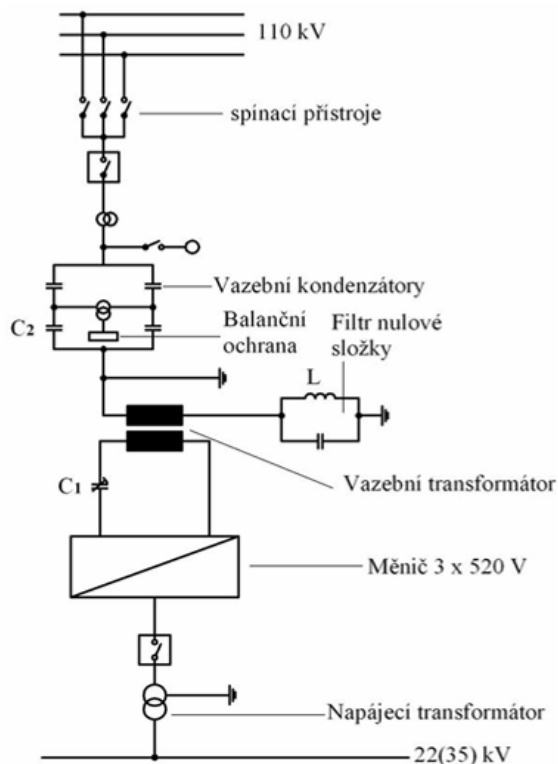 110 kV
spínací přístroje
Vazební kondenzátory
C2
Balanční
ochrana
Filtr nulové
složky
L
Vazební transformátor
C1
Měnič 3 x 520 V
Napájecí transformátor
22(35) kV